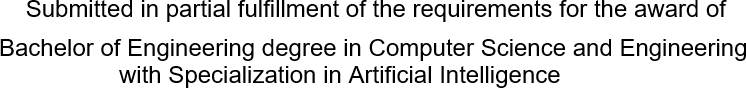 Submitted in partial fulfillment of the requirements for the award of
Bachelor of Engineering degree in Computer Science and Engineering
with Specialization in Artificial Intelligence